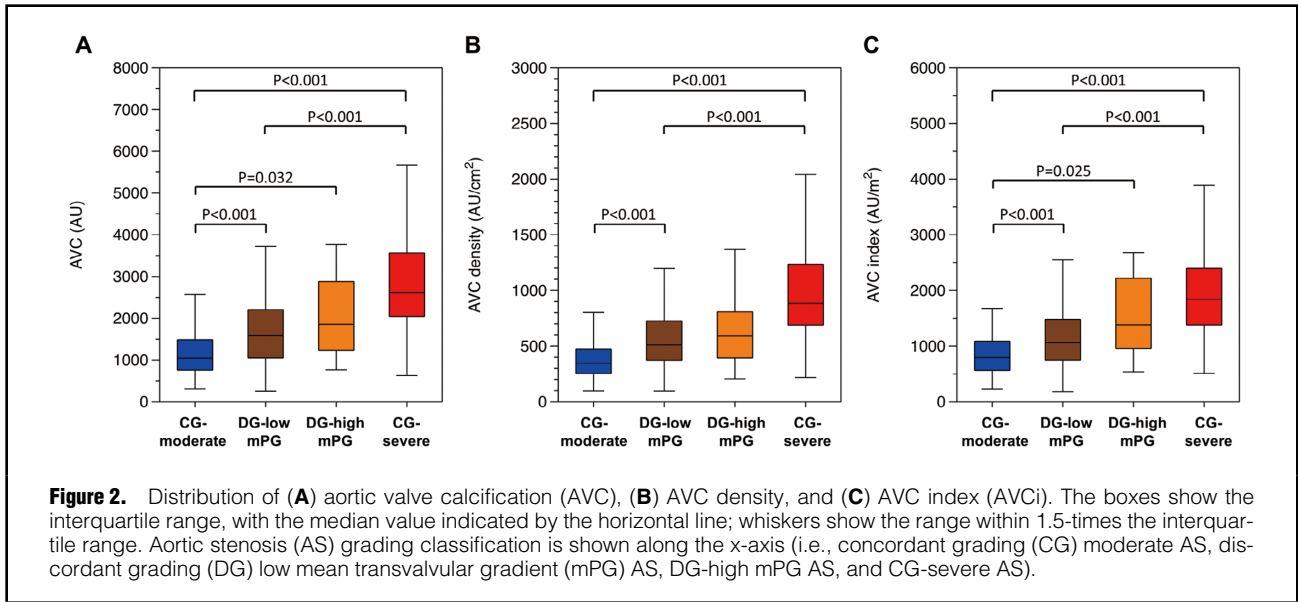 A
8000
7000
6000
5000
4000
3000
2000
1000
0
AVC (AU)
P<0.001
P<0.001
P=0.032
P<0.001
CG-
moderate
DG-low
mPG
DG-high
mPG
CG-
severe
B
3000
2500
2000
1500
1000
500
0
AVC density (AU/cm²)
P<0.001
P<0.001
P<0.001
CG-
moderate
DG-low
mPG
DG-high
mPG
CG-
severe
C
6000
5000
4000
3000
2000
1000
0
AVC index (AU/m²)
P<0.001
P<0.001
P=0.025
P<0.001
CG-
moderate
DG-low
mPG
DG-high
mPG
CG-
severe
Figure 2. Distribution of (A) aortic valve calcification (AVC), (B) AVC density, and (C) AVC index (AVCi). The boxes show the
interquartile range, with the median value indicated by the horizontal line; whiskers show the range within 1.5-times the interquar-
tile range. Aortic stenosis (AS) grading classification is shown along the x-axis (i.e., concordant grading (CG) moderate AS, dis-
cordant grading (DG) low mean transvalvular gradient (mPG) AS, DG-high mPG AS, and CG-severe AS).